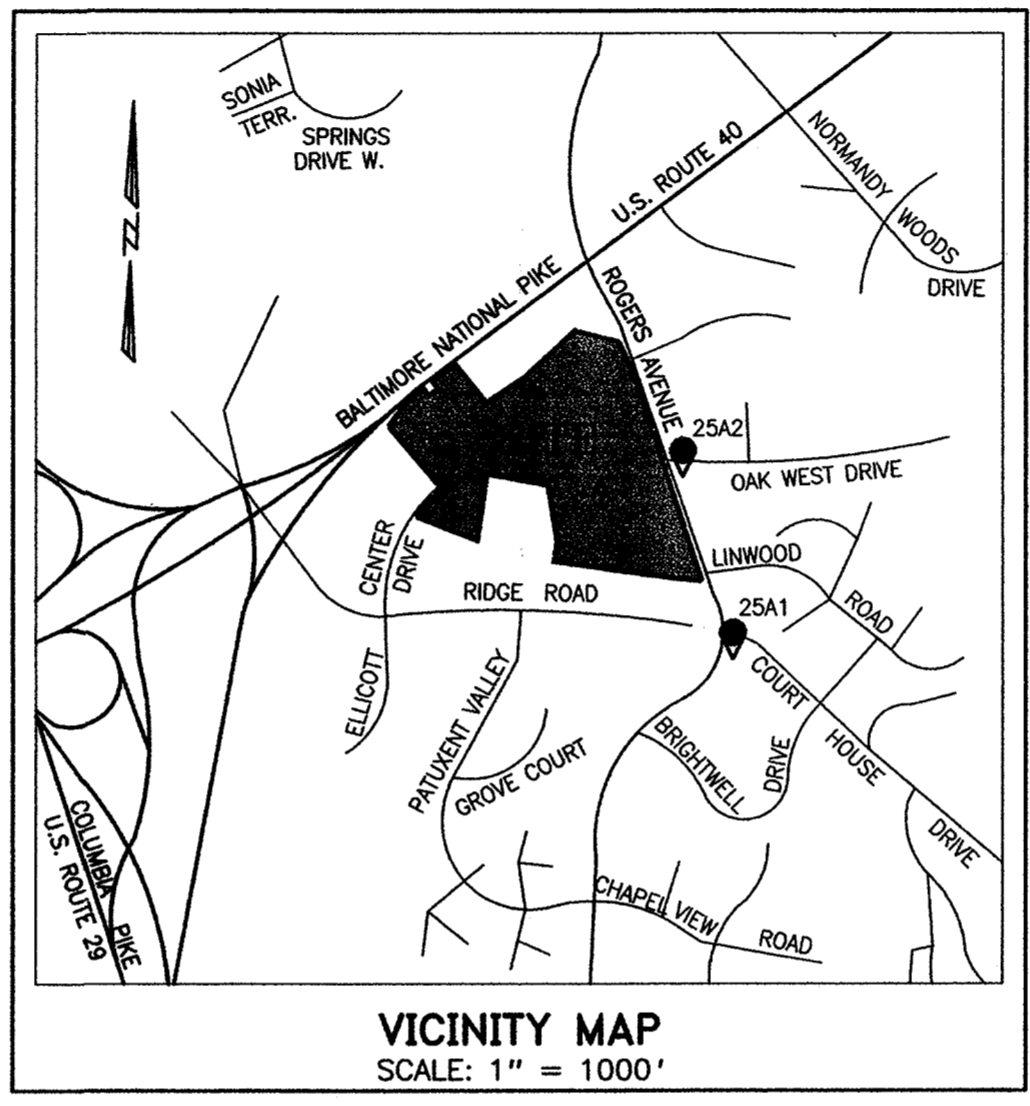 SONIA
TERR.
SPRINGS
DRIVE W.
N
U.S. ROUTE 40
NORMANDY WOODS
DRIVE
BALTIMORE NATIONAL PIKE
ROGERS AVENUE
25A2
OAK WEST DRIVE
CENTER
DRIVE
LINWOOD
ROAD
RIDGE ROAD
25A1
ELLICOTT
PATUXENT VALLEY
GROVE COURT
COURT
HOUSE
DRIVE
BRIGHTWELL
DRIVE
COLUMBIA PIKE
U.S. ROUTE 29
CHAPEL VIEW
ROAD
VICINITY MAP
SCALE: 1" = 1000'